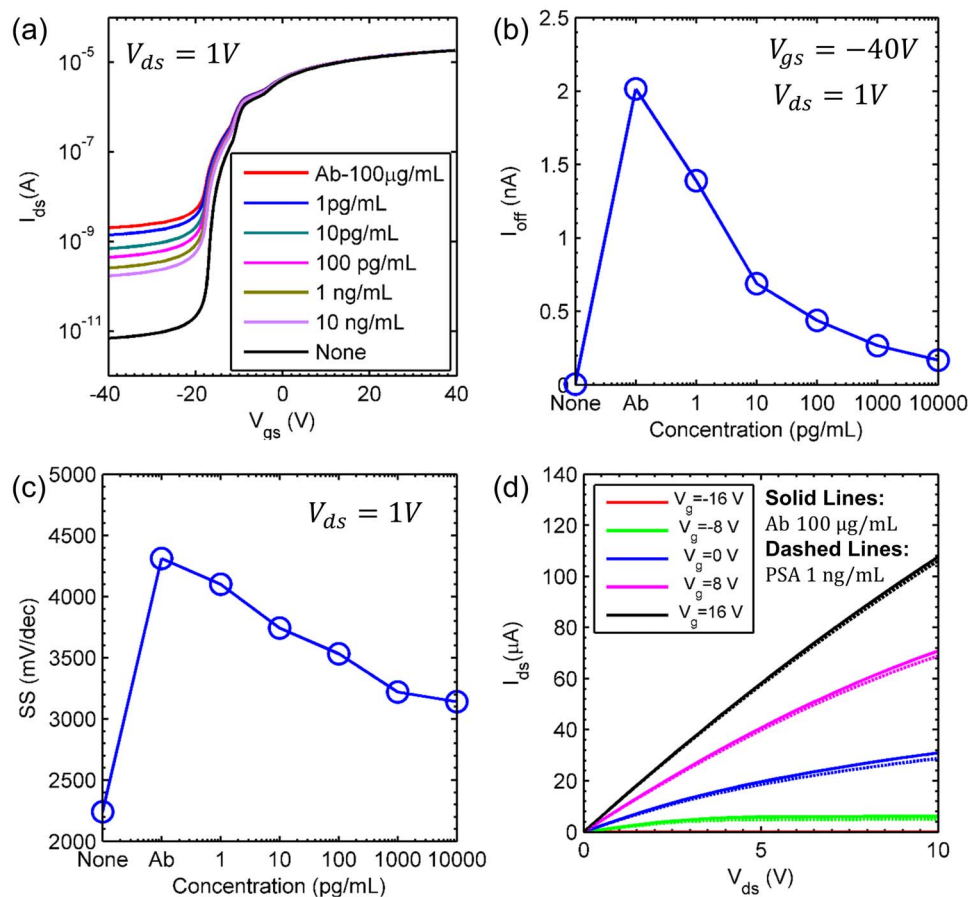 (a)
V_ds = 1V
I_ds(A)
10^-5
10^-7
10^-9
10^-11
Ab-100μg/mL
1pg/mL
10pg/mL
100 pg/mL
1 ng/mL
10 ng/mL
None
-40 -20 0 20 40
V_gs (V)
(b)
V_gs = −40V
V_ds = 1V
I_off (nA)
2.5
2
1.5
1
0.5
0
None Ab 1 10 100 1000 10000
Concentration (pg/mL)
(c)
V_ds = 1V
SS (mV/dec)
5000
4500
4000
3500
3000
2500
2000
None Ab 1 10 100 1000 10000
Concentration (pg/mL)
(d)
I_ds(μA)
140
120
100
80
60
40
20
0
V_g=-16 V
V_g=-8 V
V_g=0 V
V_g=8 V
V_g=16 V
Solid Lines:
Ab 100 μg/mL
Dashed Lines:
PSA 1 ng/mL
0 5 10
V_ds (V)